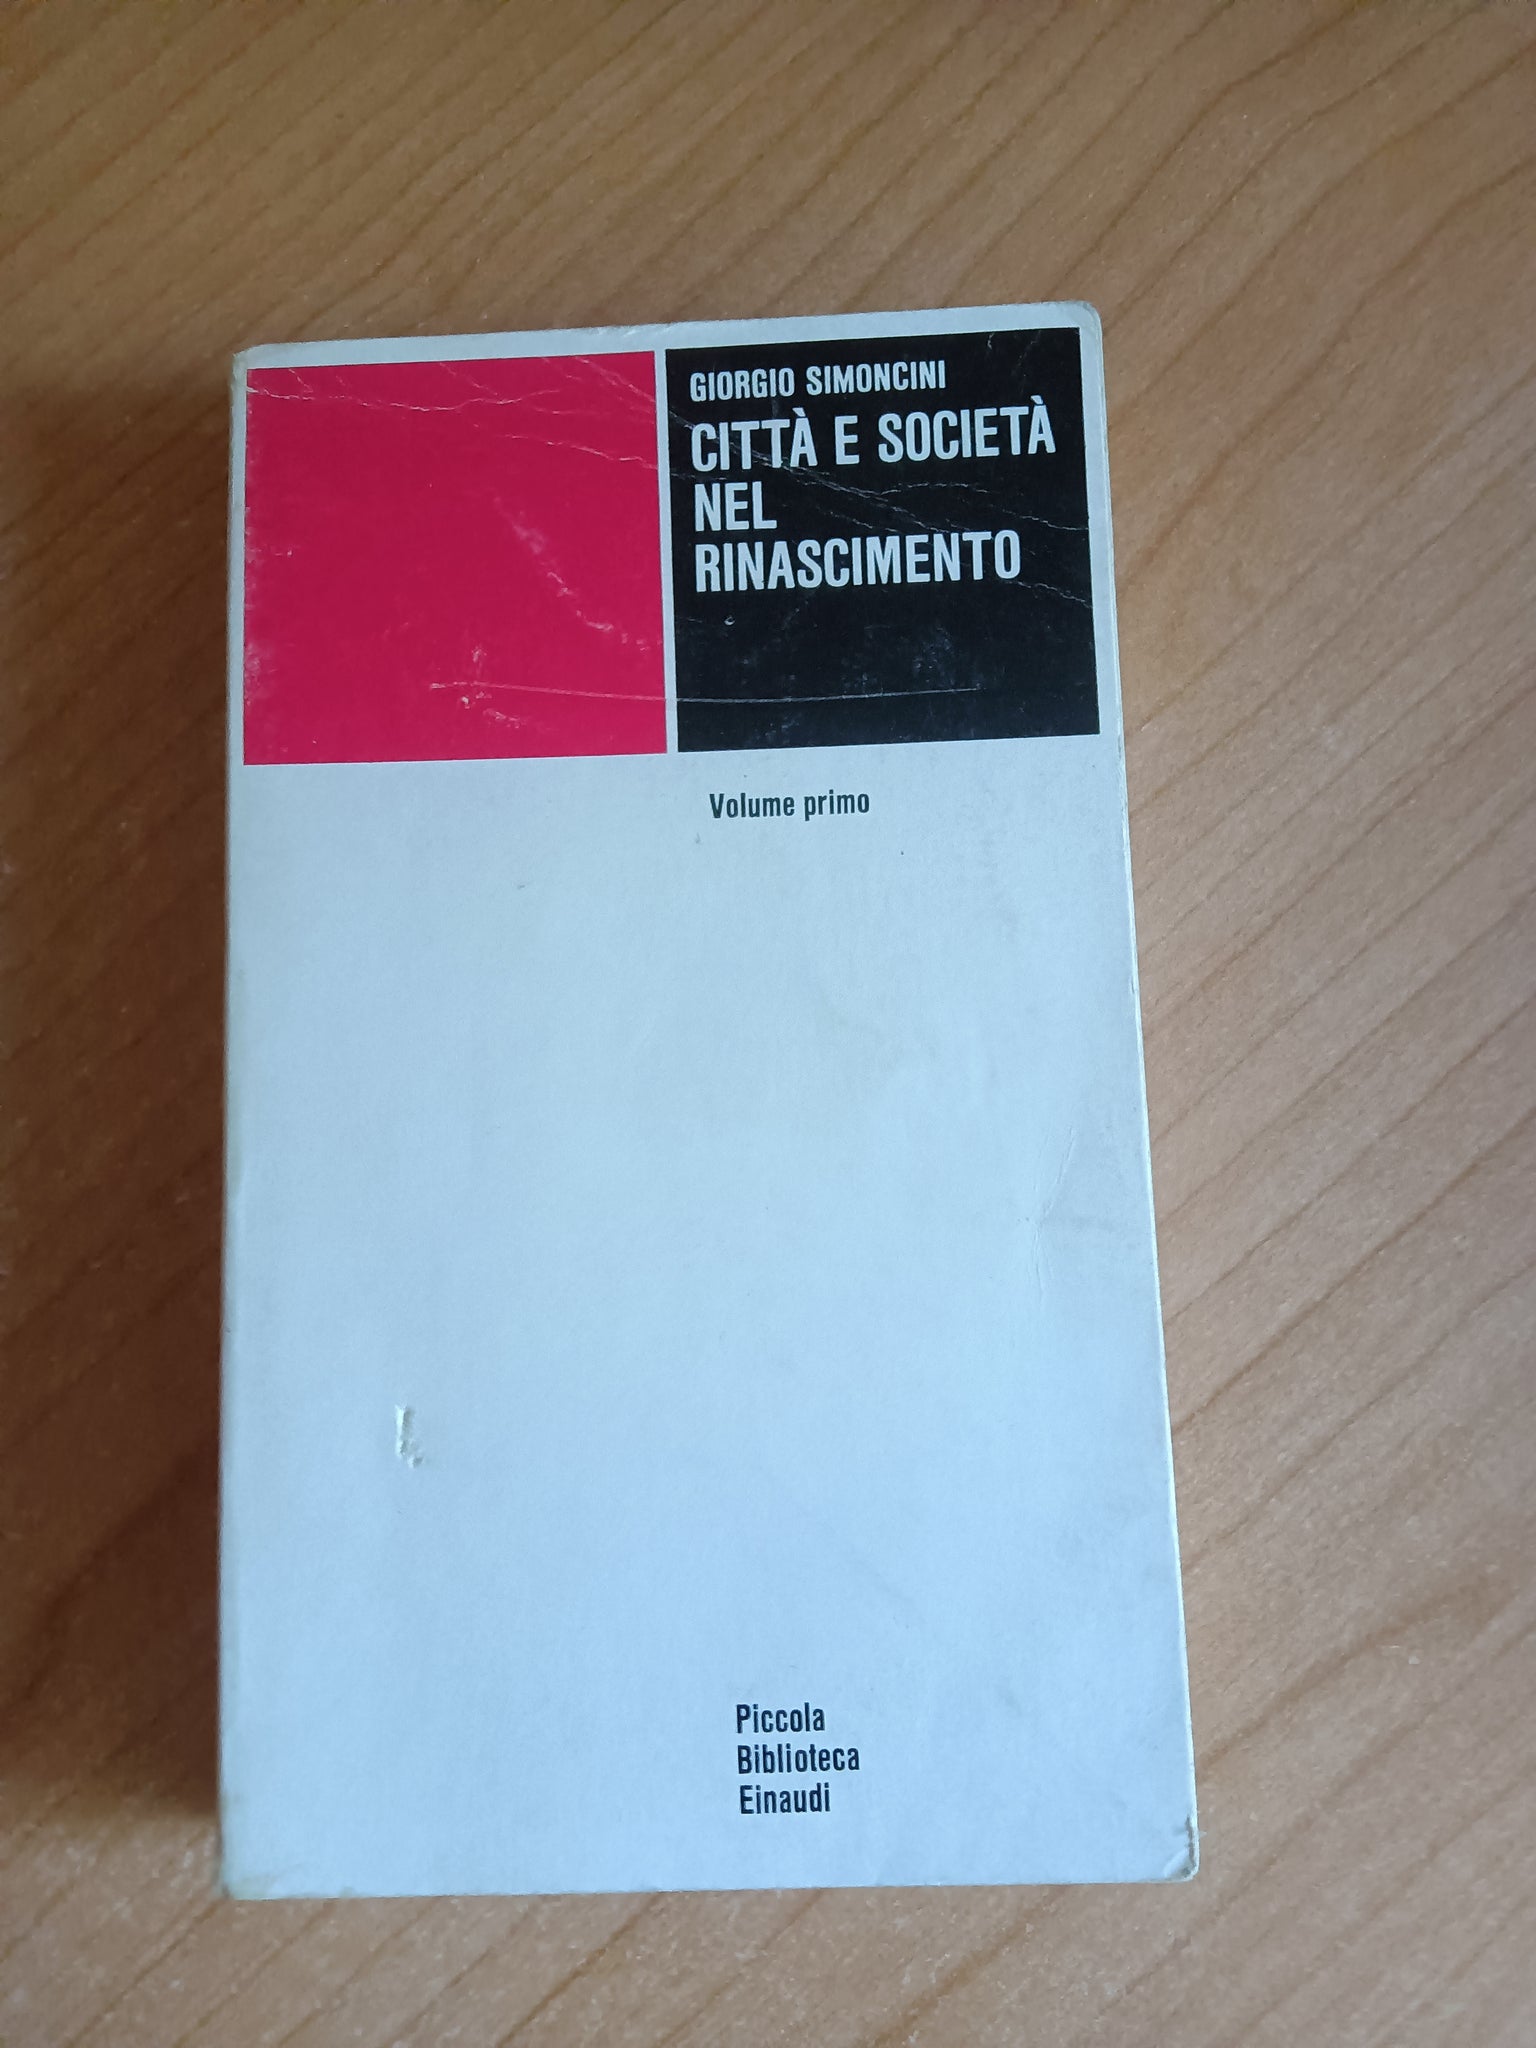 GIORGIO SIMONCINI
CITTÀ E SOCIETÀ
NEL
RINASCIMENTO
Volume primo
Piccola
Biblioteca
Einaudi